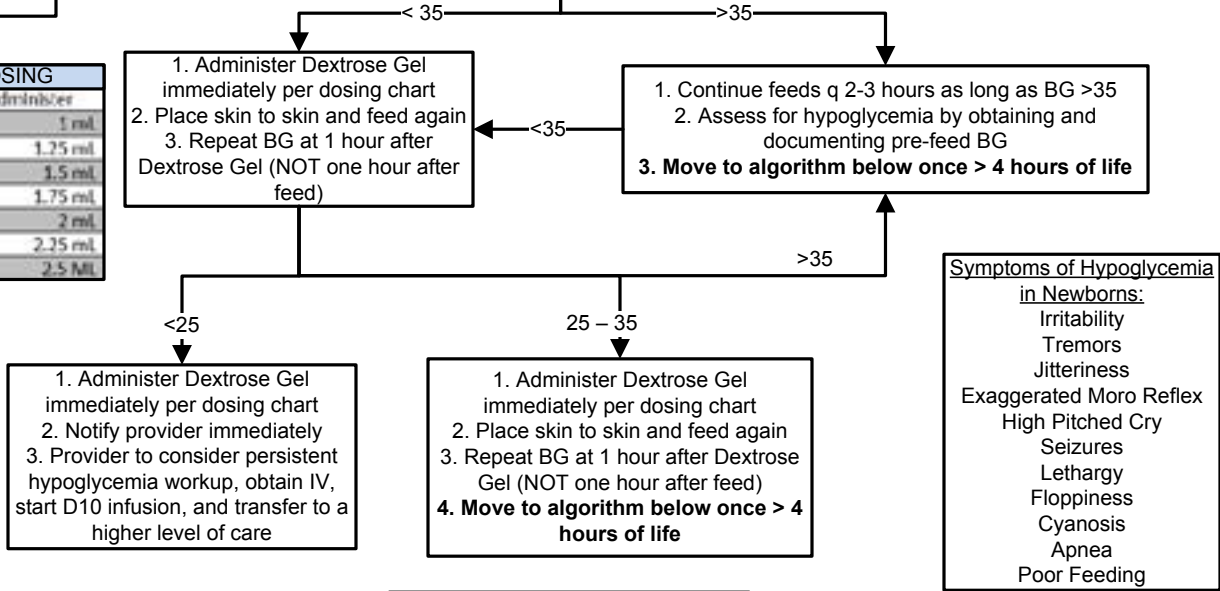 < 35
>35
SING
dminister
1 mL
1.25 mL
1.5 mL
1.75 mL
2 mL
2.25 mL
2.5 ML
1. Administer Dextrose Gel
immediately per dosing chart
2. Place skin to skin and feed again
3. Repeat BG at 1 hour after
Dextrose Gel (NOT one hour after
feed)
<35
1. Continue feeds q 2-3 hours as long as BG >35
2. Assess for hypoglycemia by obtaining and
documenting pre-feed BG
3. Move to algorithm below once > 4 hours of life
>35
<25
25 – 35
1. Administer Dextrose Gel
immediately per dosing chart
2. Notify provider immediately
3. Provider to consider persistent
hypoglycemia workup, obtain IV,
start D10 infusion, and transfer to a
higher level of care
1. Administer Dextrose Gel
immediately per dosing chart
2. Place skin to skin and feed again
3. Repeat BG at 1 hour after Dextrose
Gel (NOT one hour after feed)
4. Move to algorithm below once > 4
hours of life
Symptoms of Hypoglycemia
in Newborns:
Irritability
Tremors
Jitteriness
Exaggerated Moro Reflex
High Pitched Cry
Seizures
Lethargy
Floppiness
Cyanosis
Apnea
Poor Feeding